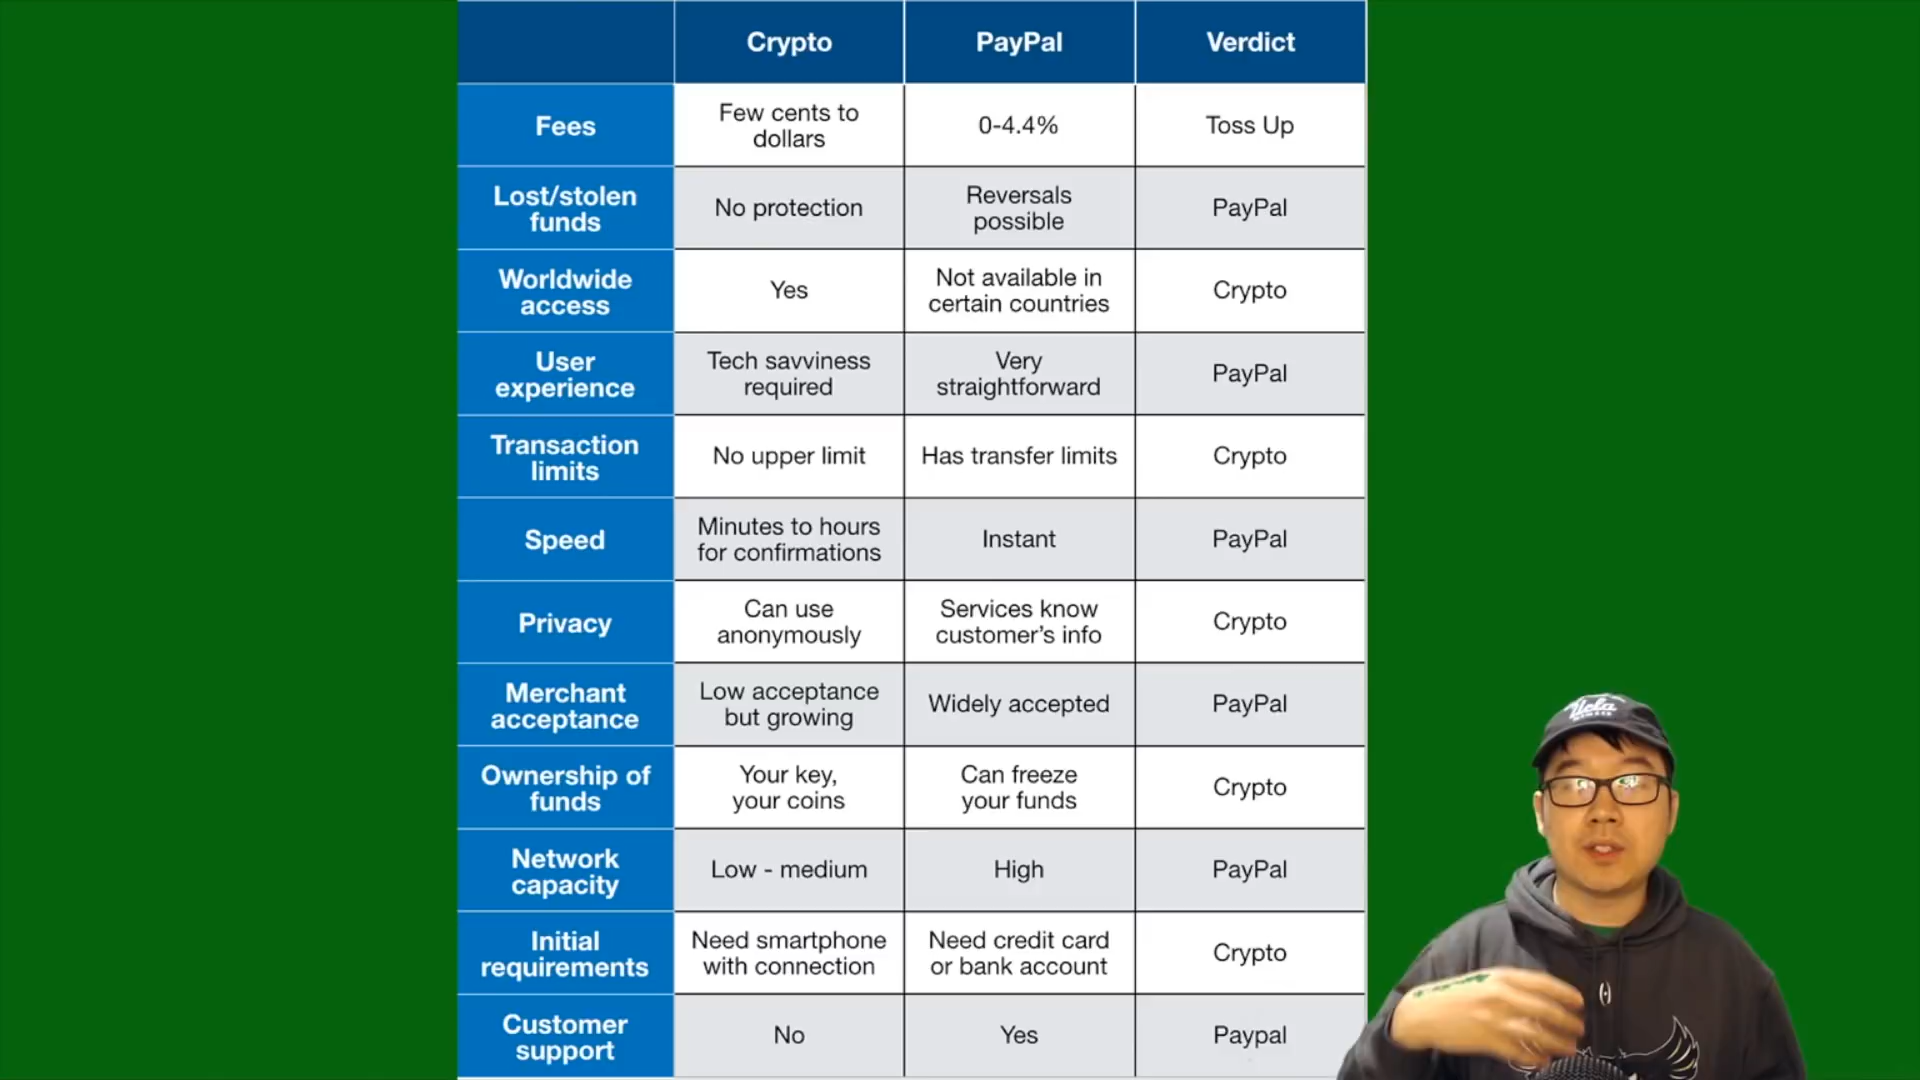 Crypto
PayPal
Verdict
Fees
Few cents to
dollars
0-4.4%
Toss Up
Lost/stolen
funds
No protection
Reversals
possible
PayPal
Worldwide
access
Yes
Not available in
certain countries
Crypto
User
experience
Tech savviness
required
Very
straightforward
PayPal
Transaction
limits
No upper limit
Has transfer limits
Crypto
Speed
Minutes to hours
for confirmations
Instant
PayPal
Privacy
Can use
anonymously
Services know
customer’s info
Crypto
Merchant
acceptance
Low acceptance
but growing
Widely accepted
PayPal
Ownership of
funds
Your key,
your coins
Can freeze
your funds
Crypto
Network
capacity
Low - medium
High
PayPal
Initial
requirements
Need smartphone
with connection
Need credit card
or bank account
Crypto
Customer
support
No
Yes
Paypal
Ucla